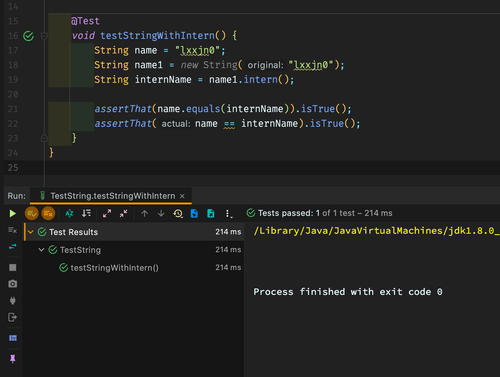 14
15 @Test
16 void testStringWithIntern() {
17 String name = "lxxjn0";
18 String name1 = new String( original: "lxxjn0");
19 String internName = name1.intern();
20
21 assertThat(name.equals(internName)).isTrue();
22 assertThat( actual: name == internName).isTrue();
23 }
24 }
25
Run: TestString.testStringWithIntern ×
Tests passed: 1 of 1 test – 214 ms
Test Results 214 ms
TestString 214 ms
testStringWithIntern() 214 ms
/Library/Java/JavaVirtualMachines/jdk1.8.0_
Process finished with exit code 0